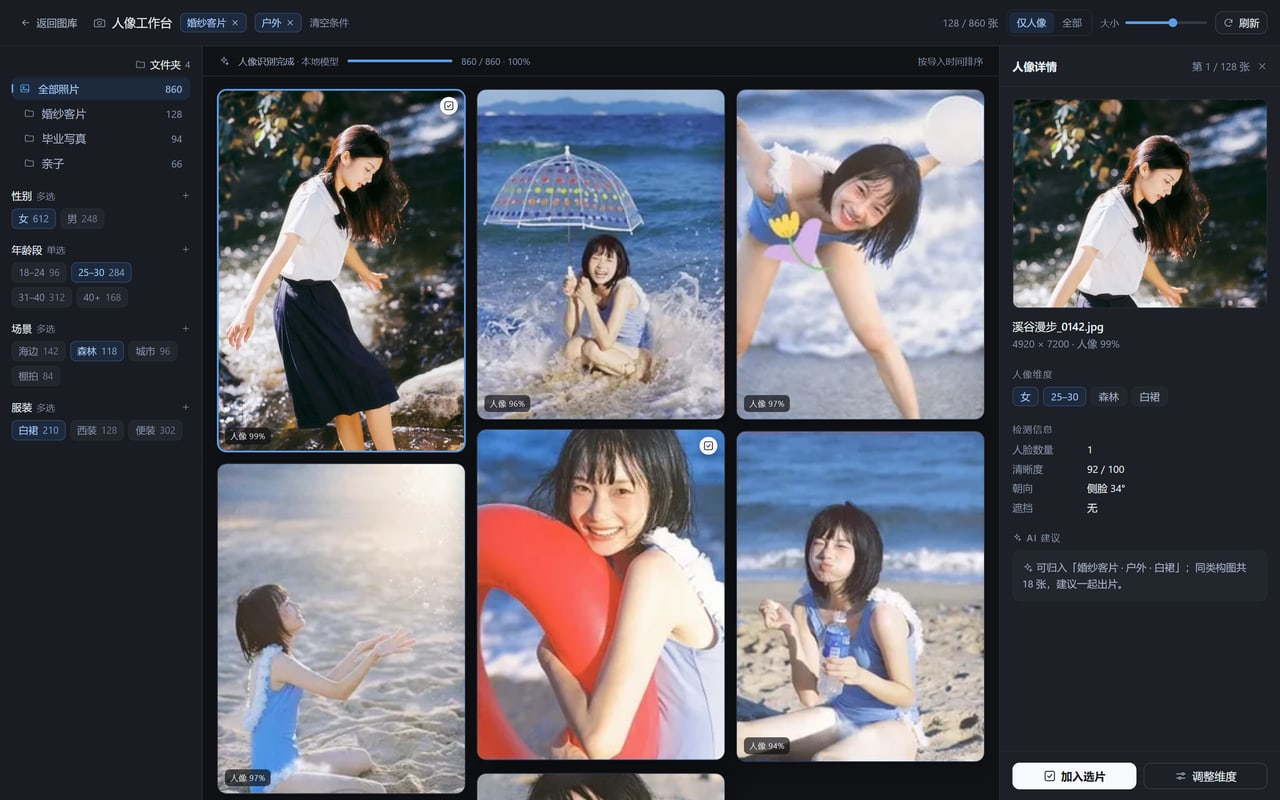 返回图库 人像工作台 婚纱客片 × 户外 × 清空条件 128 / 860 张 仅人像 全部 大小 刷新
文件夹 4
全部照片 860
婚纱客片 128
毕业写真 94
亲子 66
性别 多选 +
女 612 男 248
年龄段 单选 +
18–24 96 25–30 284
31–40 312 40+ 168
场景 多选 +
海边 142 森林 118 城市 96
棚拍 84
服装 多选 +
白裙 210 西装 128 便装 302
人像识别完成 · 本地模型 860 / 860 · 100% 按导入时间排序
人像 99%
人像 96%
人像 97%
人像 97%
人像 94%
人像详情 第 1 / 128 张 ×
溪谷漫步_0142.jpg
4920 × 7200 · 人像 99%
人像维度
女 25–30 森林 白裙
检测信息
人脸数量 1
清晰度 92 / 100
朝向 侧脸 34°
遮挡 无
AI 建议
可归入「婚纱客片 · 户外 · 白裙」；同类构图共
18 张，建议一起出片。
加入选片 调整维度